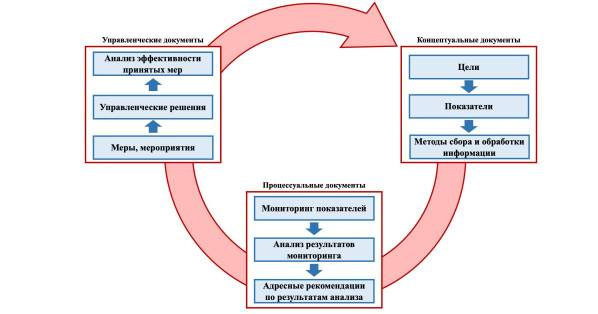 Управленческие документы
Анализ эффективности
принятых мер
Управленческие решения
Меры, мероприятия
Концептуальные документы
Цели
Показатели
Методы сбора и обработки
информации
Процессуальные документы
Мониторинг показателей
Анализ результатов
мониторинга
Адресные рекомендации
по результатам анализа